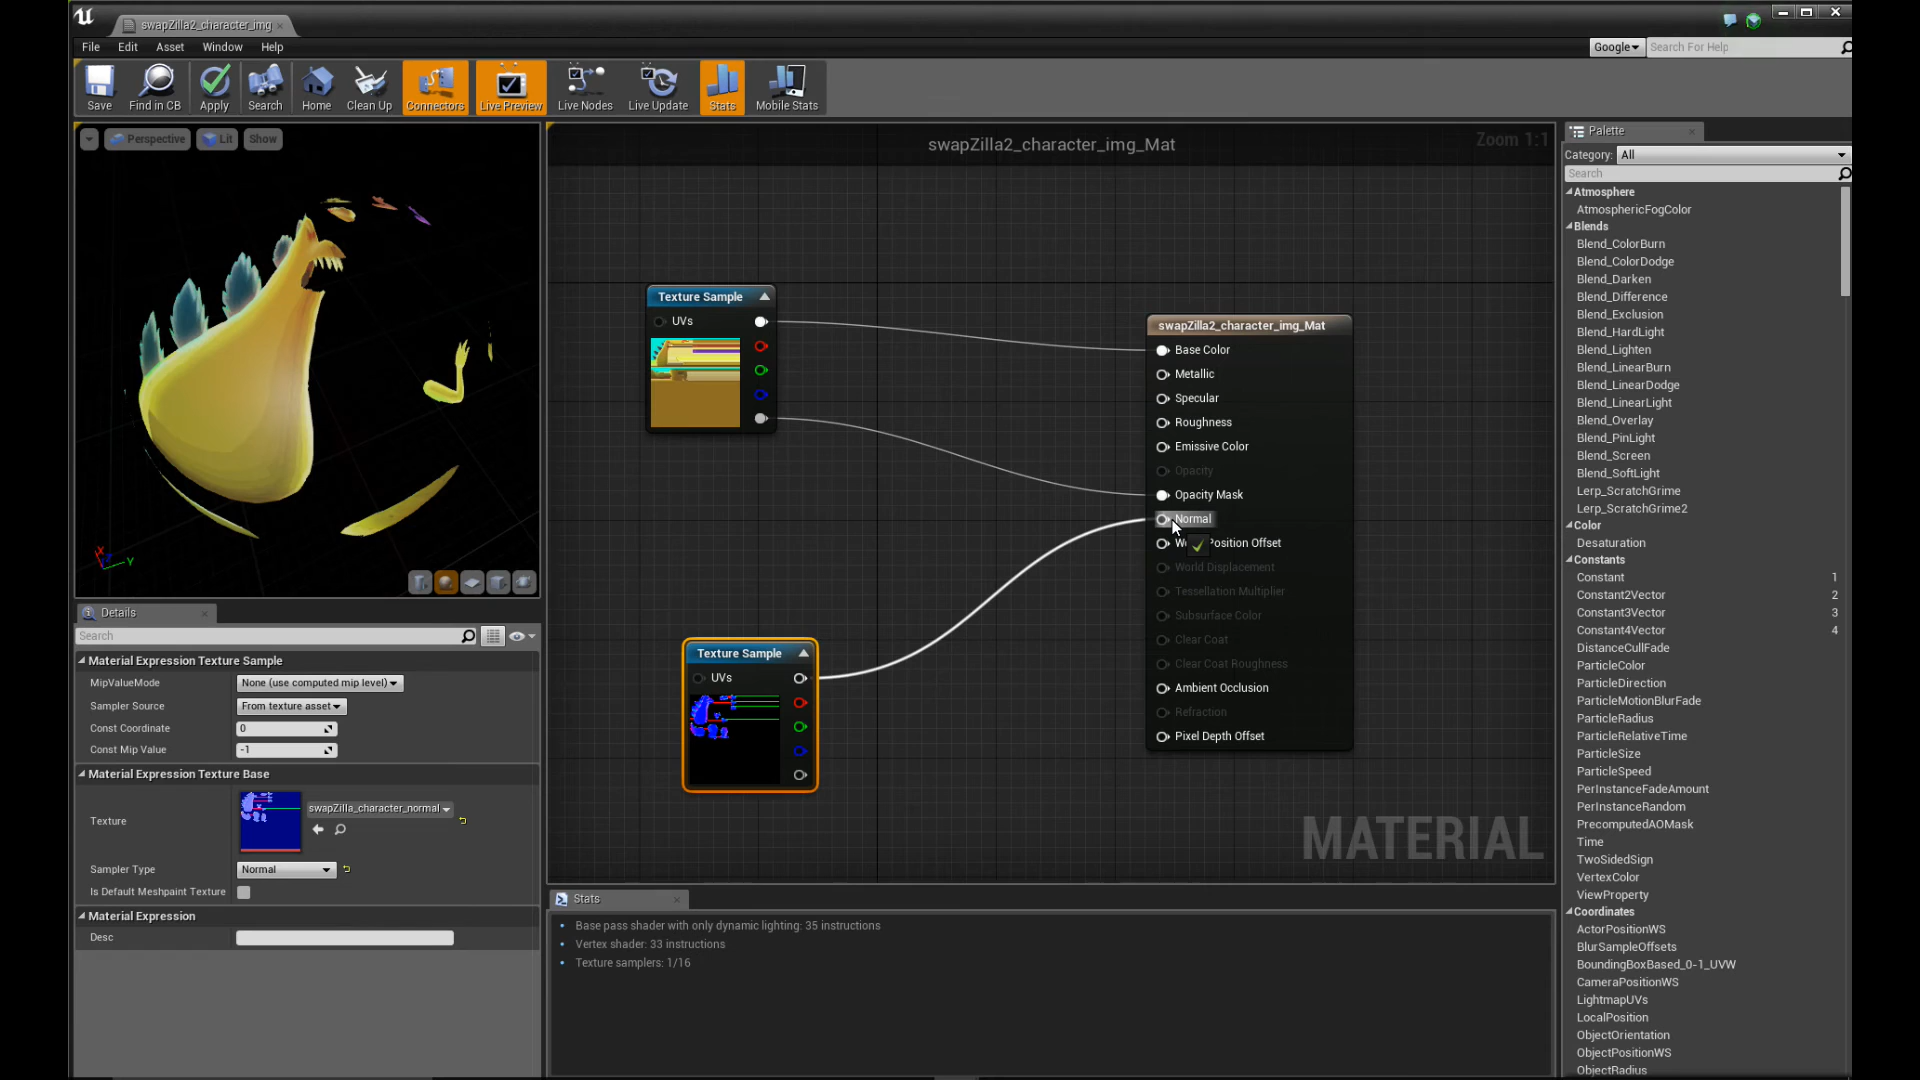 swapZilla2_character_img
File Edit Asset Window Help
Google
Search For Help
Save
Find in CB
Apply
Search
Home
Clean Up
Connectors
Live Preview
Live Nodes
Live Update
Stats
Mobile Stats
Perspective
Lit
Show
swapZilla2_character_img_Mat
Zoom 1:1
Texture Sample
UVs
swapZilla2_character_img_Mat
Base Color
Metallic
Specular
Roughness
Emissive Color
Opacity
Opacity Mask
Normal
Position Offset
World Displacement
Tessellation Multiplier
Subsurface Color
Clear Coat
Clear Coat Roughness
Ambient Occlusion
Refraction
Pixel Depth Offset
Texture Sample
UVs
MATERIAL
X
Y
Details
Search
Material Expression Texture Sample
MipValueMode
None (use computed mip level)
Sampler Source
From texture asset
Const Coordinate
0
Const Mip Value
-1
Material Expression Texture Base
Texture
swapZilla_character_normal
Sampler Type
Normal
Is Default Meshpaint Texture
Material Expression
Desc
Stats
Base pass shader with only dynamic lighting: 35 instructions
Vertex shader: 33 instructions
Texture samplers: 1/16
Palette
Category: All
Search
Atmosphere
AtmosphericFogColor
Blends
Blend_ColorBurn
Blend_ColorDodge
Blend_Darken
Blend_Difference
Blend_Exclusion
Blend_HardLight
Blend_Lighten
Blend_LinearBurn
Blend_LinearDodge
Blend_LinearLight
Blend_Overlay
Blend_PinLight
Blend_Screen
Blend_SoftLight
Lerp_ScratchGrime
Lerp_ScratchGrime2
Color
Desaturation
Constants
Constant 1
Constant2Vector 2
Constant3Vector 3
Constant4Vector 4
DistanceCullFade
ParticleColor
ParticleDirection
ParticleMotionBlurFade
ParticleRadius
ParticleRelativeTime
ParticleSize
ParticleSpeed
PerInstanceFadeAmount
PerInstanceRandom
PrecomputedAOMask
Time
TwoSidedSign
VertexColor
ViewProperty
Coordinates
ActorPositionWS
BlurSampleOffsets
BoundingBoxBased_0-1_UVW
CameraPositionWS
LightmapUVs
LocalPosition
ObjectOrientation
ObjectPositionWS
ObjectRadius